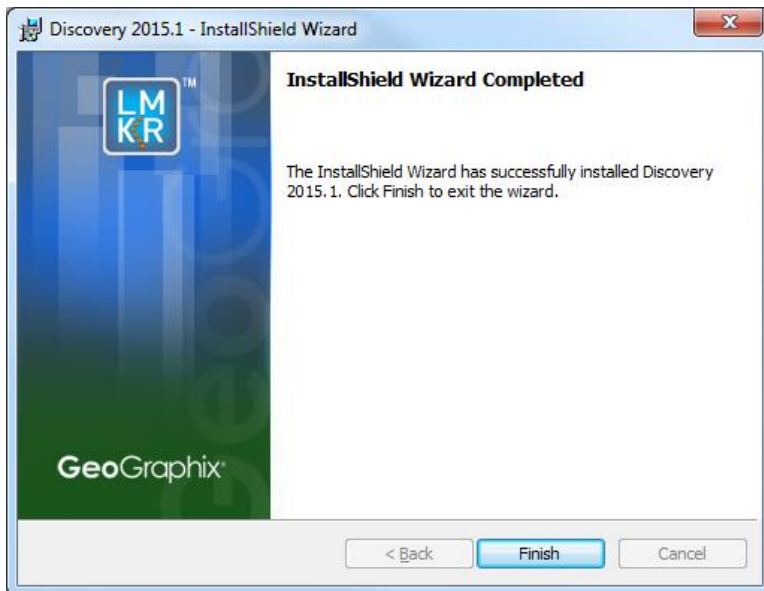 Discovery 2015.1 - InstallShield Wizard
LM
KR
TM
InstallShield Wizard Completed
The InstallShield Wizard has successfully installed Discovery
2015.1. Click Finish to exit the wizard.
GeoGraphix
GeoGraphix
< Back
Finish
Cancel